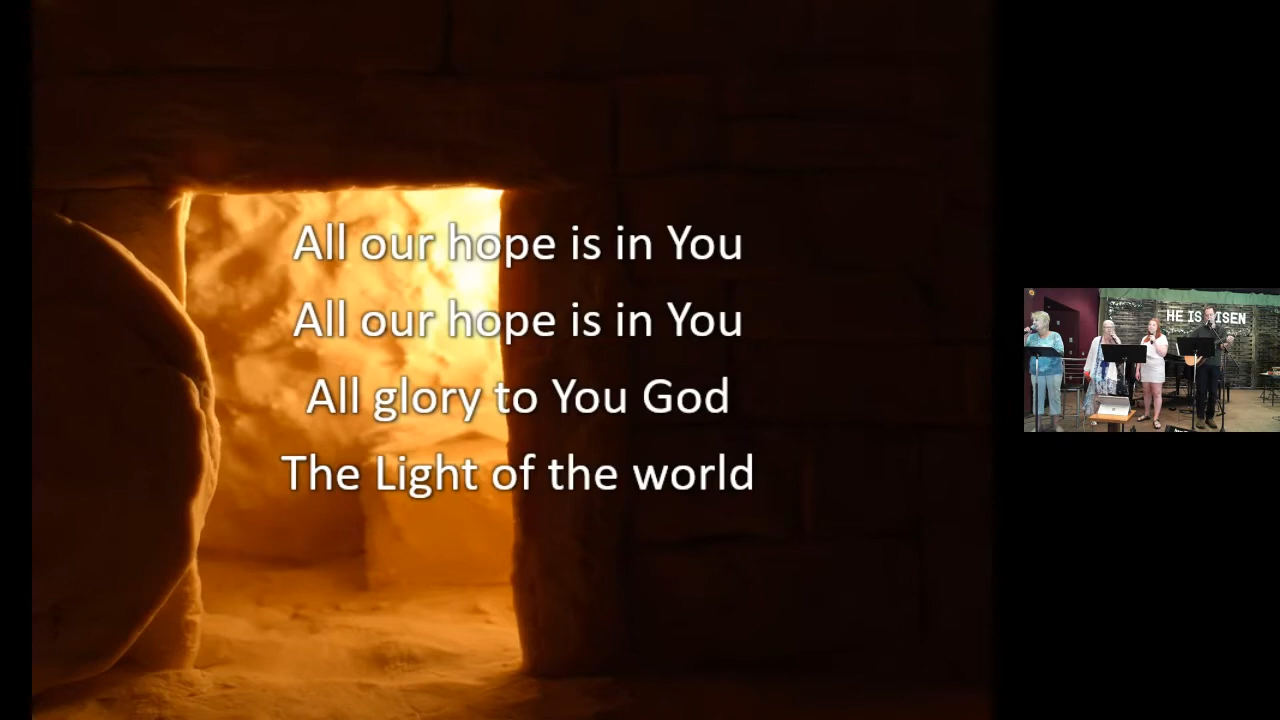 All our hope is in You
All our hope is in You
All glory to You God
The Light of the world
HE IS RISEN